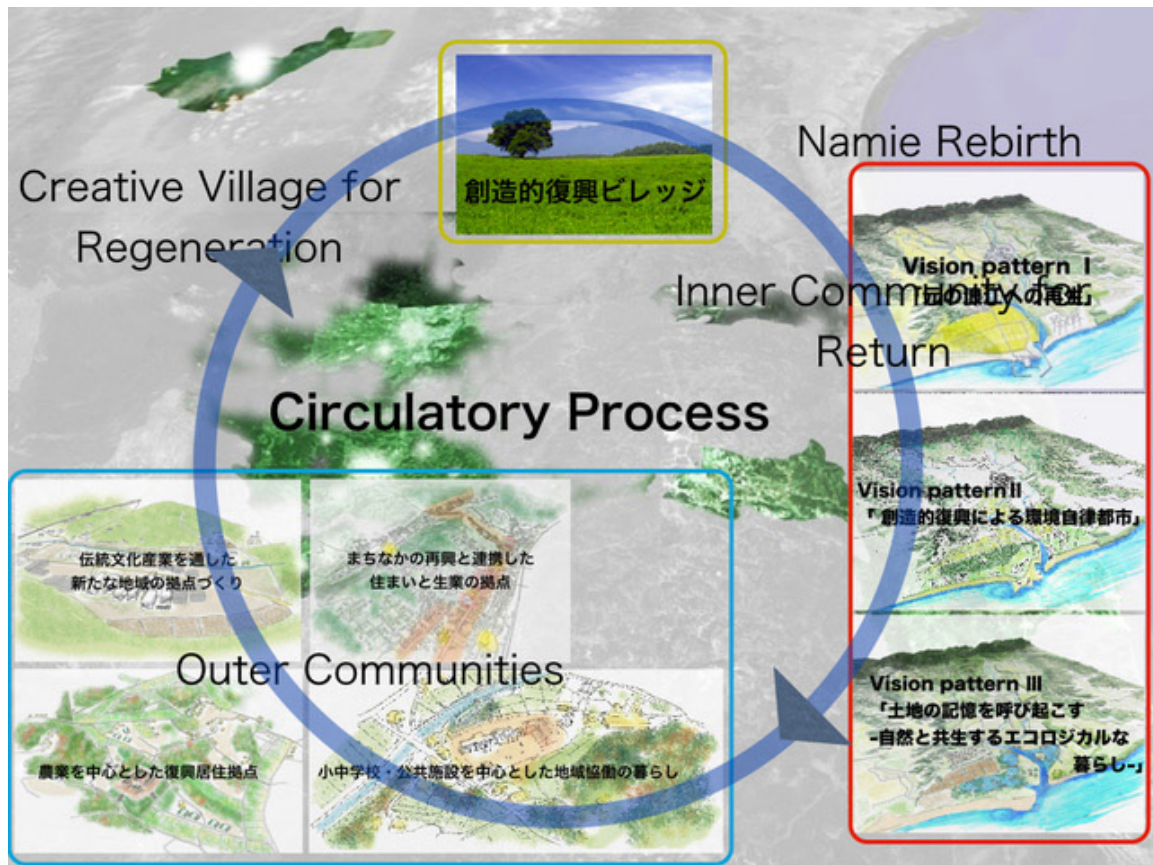 創造的復興ビレッジ
Namie Rebirth
Creative Village for
Regeneration
Vision pattern Ⅰ
Inner Community for
Return
Circulatory Process
Vision pattern Ⅱ
「創造的復興による環境自律都市」
伝統文化産業を通した
新たな地域の拠点づくり
まちなかの再興と連携した
住まいと生業の拠点
Outer Communities
Vision pattern Ⅲ
「土地の記憶を呼び起こす
-自然と共生するエコロジカルな
暮らし-」
農業を中心とした復興居住拠点
小中学校・公共施設を中心とした地域協働の暮らし